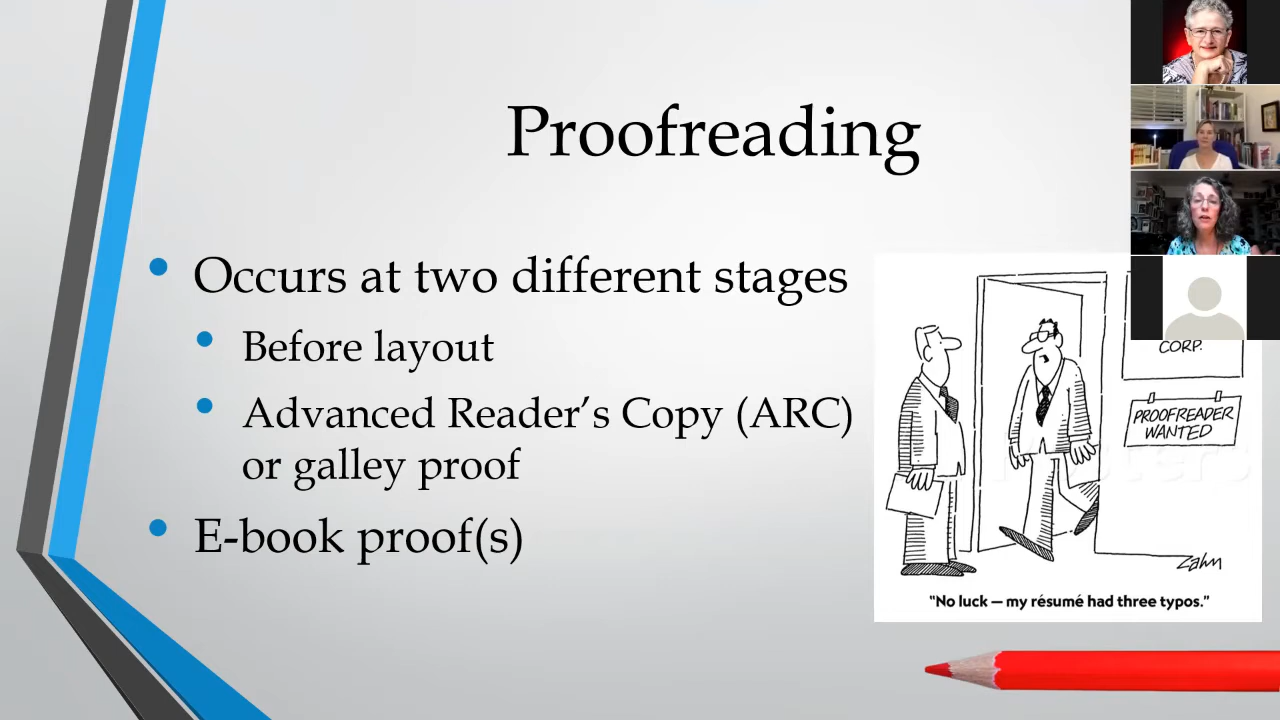 Proofreading
• Occurs at two different stages
• Before layout
• Advanced Reader’s Copy (ARC)
or galley proof
• E-book proof(s)
CORP.
PROOFREADER
WANTED
Zahn
“No luck — my résumé had three typos.”